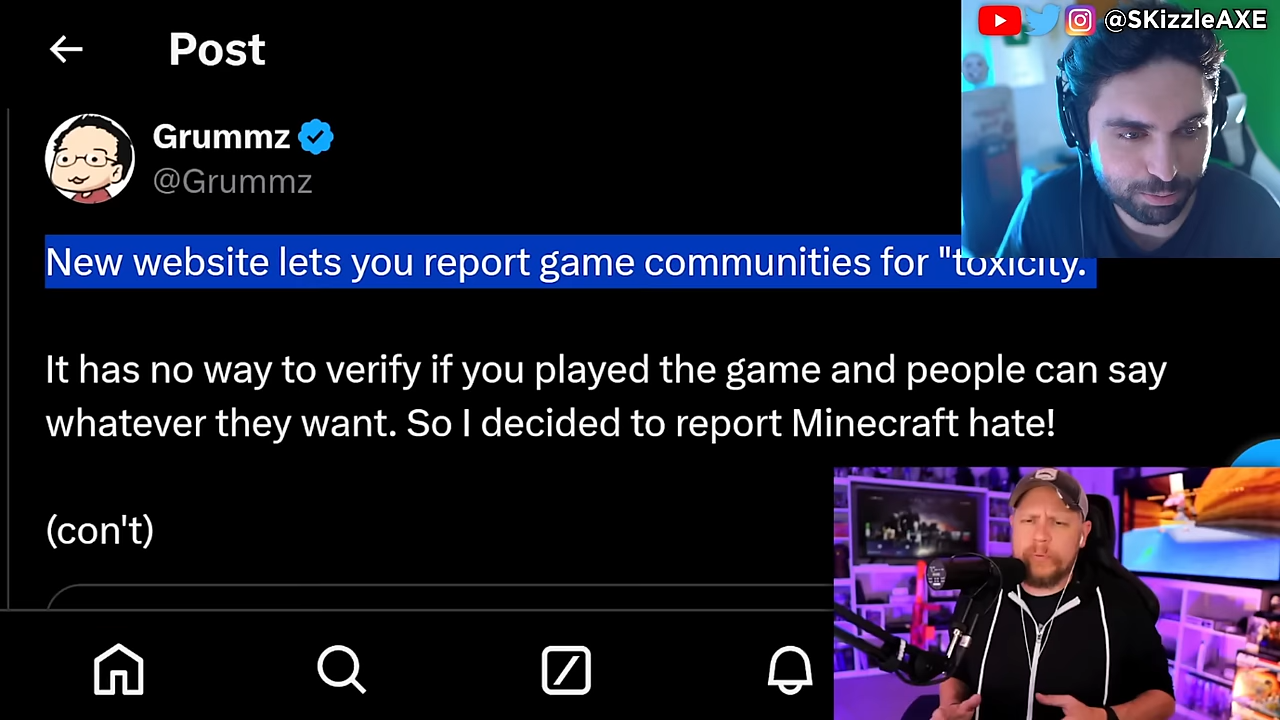 @SKizzleAXE
Post
Grummz
@Grummz
New website lets you report game communities for "toxicity.
It has no way to verify if you played the game and people can say
whatever they want. So I decided to report Minecraft hate!
(con't)